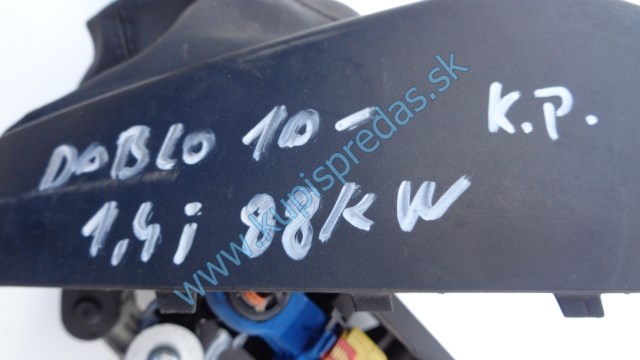 DOBLO 10- K.P.
1,4i 88kW
www.kupispredas.sk